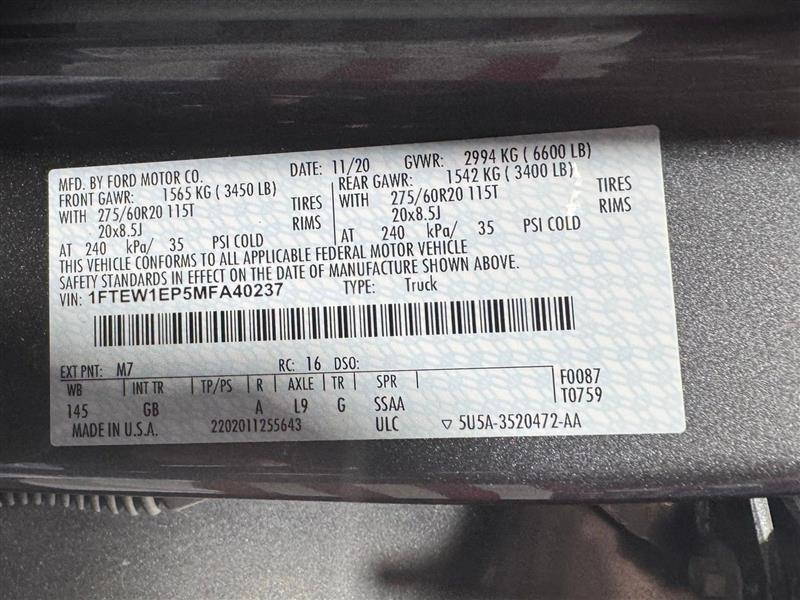 MFD. BY FORD MOTOR CO. DATE: 11/20 GVWR: 2994 KG ( 6600 LB)
FRONT GAWR: 1565 KG ( 3450 LB) REAR GAWR: 1542 KG ( 3400 LB)
WITH 275/60R20 115T TIRES WITH 275/60R20 115T TIRES
20x8.5J RIMS 20x8.5J RIMS
AT 240 kPa/ 35 PSI COLD AT 240 kPa/ 35 PSI COLD
THIS VEHICLE CONFORMS TO ALL APPLICABLE FEDERAL MOTOR VEHICLE
SAFETY STANDARDS IN EFFECT ON THE DATE OF MANUFACTURE SHOWN ABOVE.
VIN: 1FTEW1EP5MFA40237 TYPE: Truck
EXT PNT: M7 RC: 16 DSO:
WB INT TR TP/PS R AXLE TR SPR F0087
145 GB A L9 G SSAA T0759
MADE IN U.S.A. 2202011255643 ULC ▽ 5U5A-3520472-AA